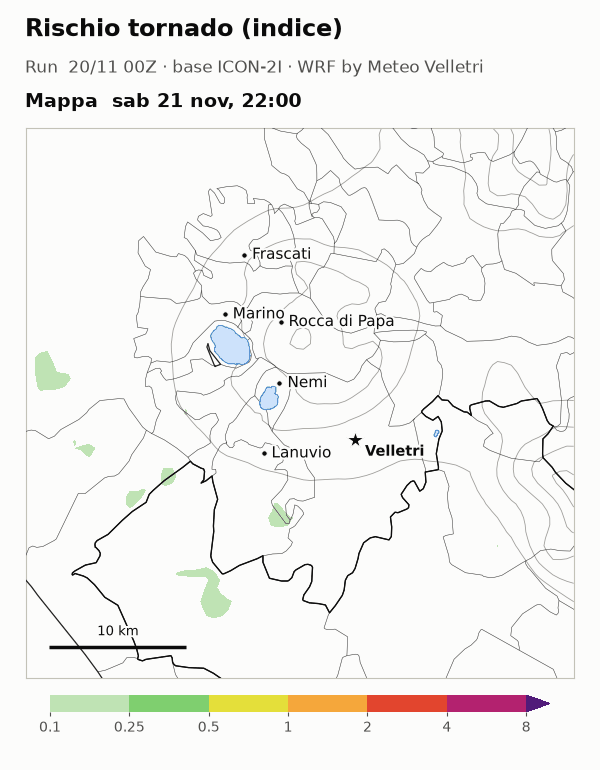 Rischio tornado (indice)
Run  20/11 00Z · base ICON-2I · WRF by Meteo Velletri
Mappa  sab 21 nov, 22:00
Frascati
Marino
Rocca di Papa
Nemi
Velletri
Lanuvio
10 km
0.1 0.25 0.5 1 2 4 8